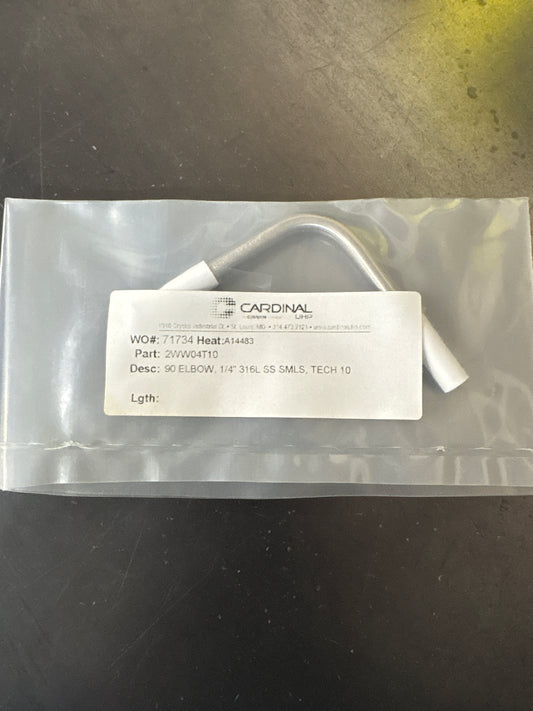 CARDINAL
UHP
WO#: 71734 Heat:A14483
Part: 2WW04T10
Desc: 90 ELBOW, 1/4" 316L SS SMLS, TECH 10
Lgth: